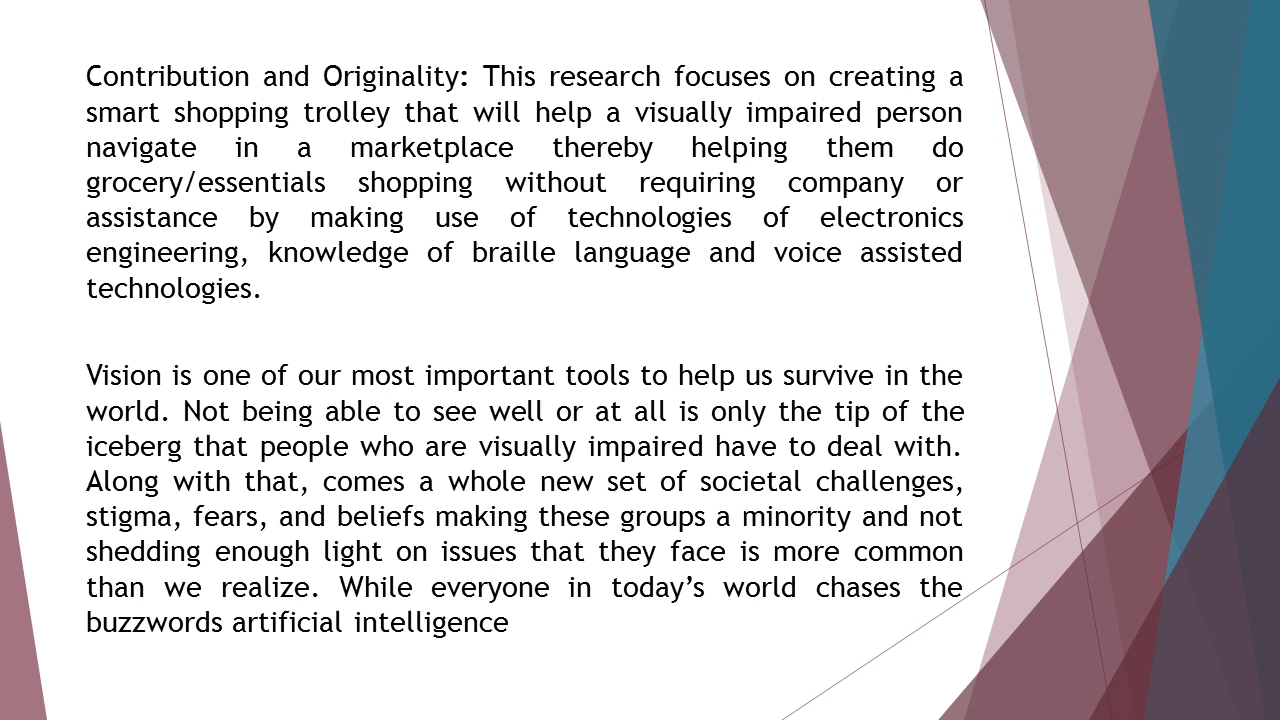 Contribution and Originality: This research focuses on creating a
smart shopping trolley that will help a visually impaired person
navigate in a marketplace thereby helping them do
grocery/essentials shopping without requiring company or
assistance by making use of technologies of electronics
engineering, knowledge of braille language and voice assisted
technologies.
Vision is one of our most important tools to help us survive in the
world. Not being able to see well or at all is only the tip of the
iceberg that people who are visually impaired have to deal with.
Along with that, comes a whole new set of societal challenges,
stigma, fears, and beliefs making these groups a minority and not
shedding enough light on issues that they face is more common
than we realize. While everyone in today’s world chases the
buzzwords artificial intelligence